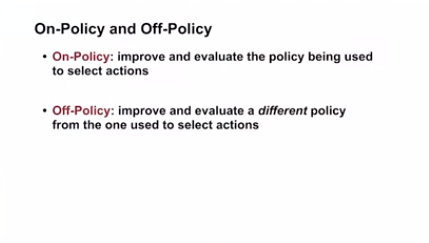 On-Policy and Off-Policy
• On-Policy: improve and evaluate the policy being used
to select actions
• Off-Policy: improve and evaluate a different policy
from the one used to select actions